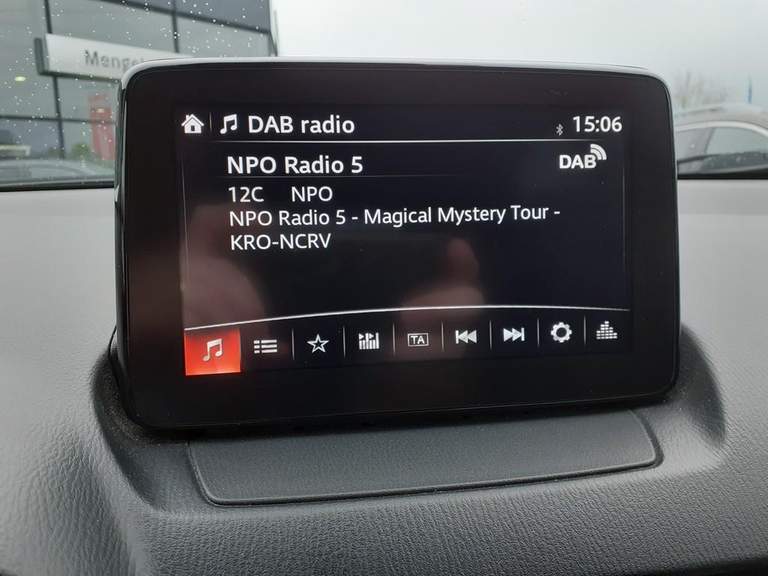 DAB radio 15:06
NPO Radio 5 DAB
12C NPO
NPO Radio 5 - Magical Mystery Tour -
KRO-NCRV
TA